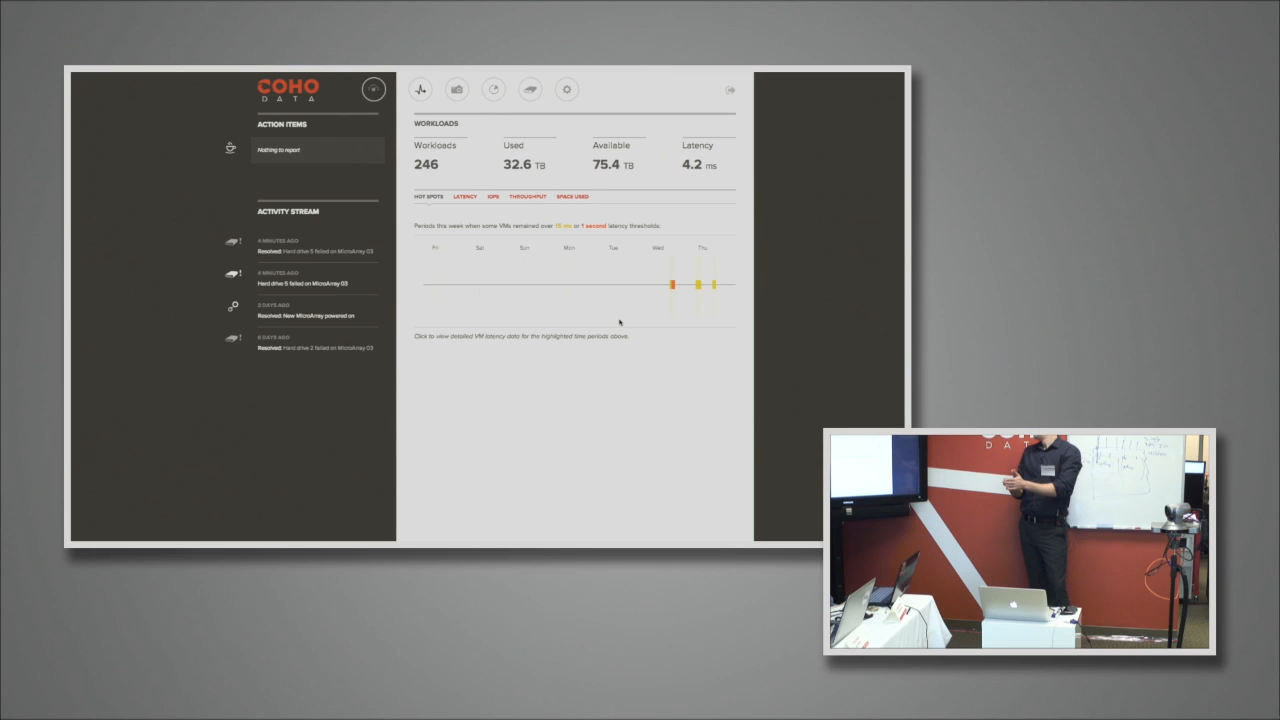 COHO
DATA
ACTION ITEMS
Nothing to report
ACTIVITY STREAM
4 MINUTES AGO
Resolved: Hard drive 5 failed on MicroArray 03
4 MINUTES AGO
Hard drive 5 failed on MicroArray 03
3 DAYS AGO
Resolved: New MicroArray powered on
6 DAYS AGO
Resolved: Hard drive 2 failed on MicroArray 03
WORKLOADS
Workloads Used Available Latency
246 32.6 TB 75.4 TB 4.2 ms
HOT SPOTS LATENCY IOPS THROUGHPUT SPACE USED
Periods this week when some VMs remained over ms or 1 second latency thresholds:
Fri Sat Sun Mon Tue Wed Thu
Click to view detailed VM latency data for the highlighted time periods above.
DATA